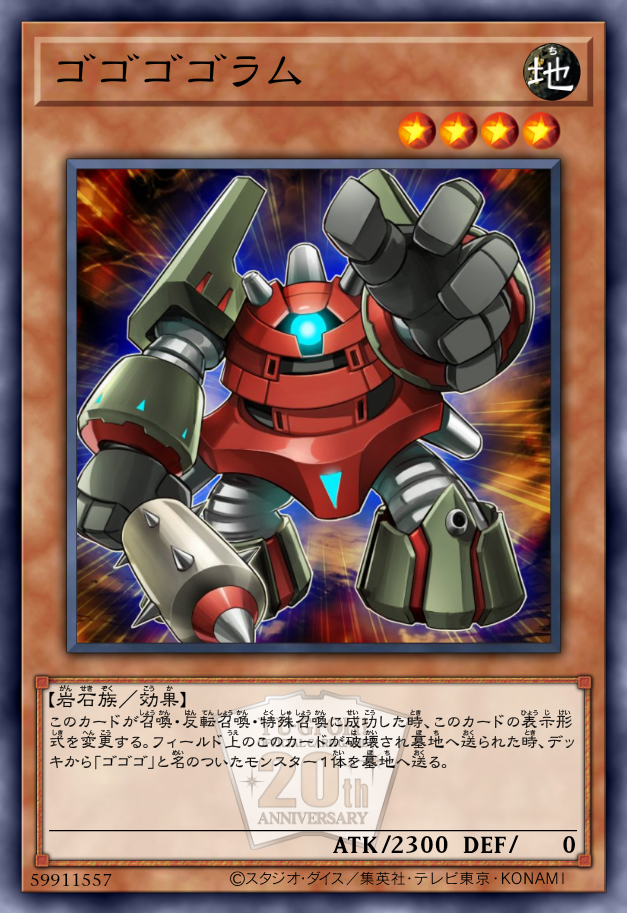 ゴゴゴゴラム
地
【岩石族／効果】
このカードが召喚・反転召喚・特殊召喚に成功した時、このカードの表示形
式を変更する。フィールド上のこのカードが破壊され墓地へ送られた時、デッ
キから「ゴゴゴ」と名のついたモンスター１体を墓地へ送る。
20th
ANNIVERSARY
ATK/2300 DEF/ 0
59911557 ©スタジオ・ダイス／集英社・テレビ東京・KONAMI